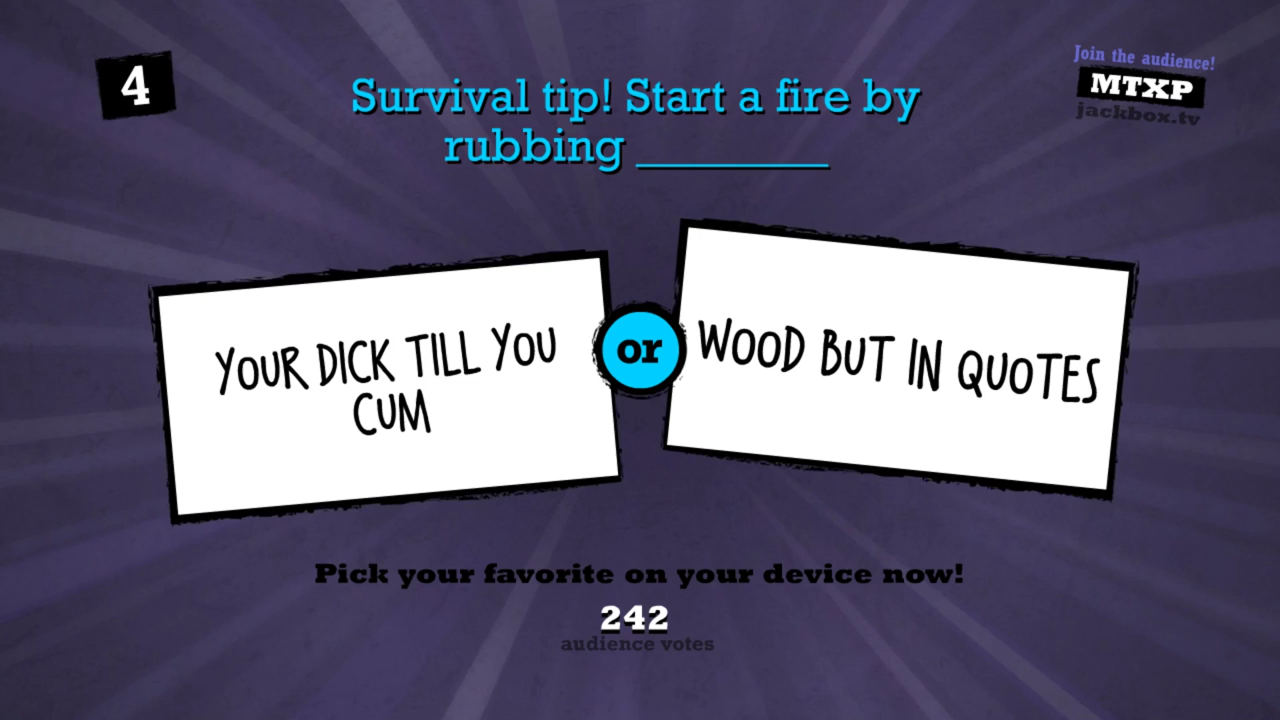 4
Survival tip! Start a fire by
rubbing __________
Join the audience!
MTXP
jackbox.tv
YOUR DICK TILL YOU
CUM
or
WOOD BUT IN QUOTES
Pick your favorite on your device now!
242
audience votes